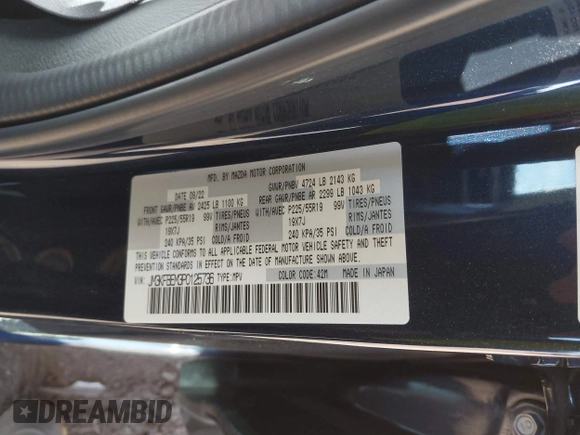 MFD. BY MAZDA MOTOR CORPORATION
DATE 09/22 GVWR/PNBV 4724 LB 2143 KG
FRONT GAWR/PNBE AV 2425 LB 1100 KG REAR GAWR/PNBE AR 2299 LB 1043 KG
WITH/AVEC P225/55R19 99V TIRES/PNEUS WITH/AVEC P225/55R19 99V TIRES/PNEUS
19X7J RIMS/JANTES 19X7J RIMS/JANTES
240 KPA/35 PSI COLD/A FROID 240 KPA/35 PSI COLD/A FROID
THIS VEHICLE CONFORMS TO ALL APPLICABLE FEDERAL MOTOR VEHICLE SAFETY AND THEFT
PREVENTION STANDARDS IN EFFECT ON THE DATE OF MANUFACTURE SHOWN ABOVE.
VIN: TYPE:MPV COLOR CODE:42M MADE IN JAPAN
DREAMBID